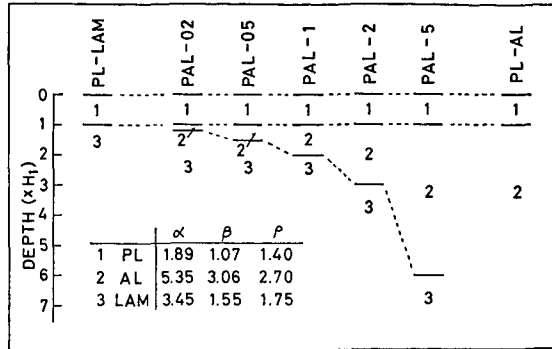 PL-LAM PAL-02 PAL-05 PAL-1 PAL-2 PAL-5 PL-AL
DEPTH (xH₁)
0
1 1 1 1 1 1 1
1
3 2 2 2
2 3 3 3 2
3 2 2
3
4
5
6
3
7
α β ρ
1 PL 1.89 1.07 1.40
2 AL 5.35 3.06 2.70
3 LAM 3.45 1.55 1.75